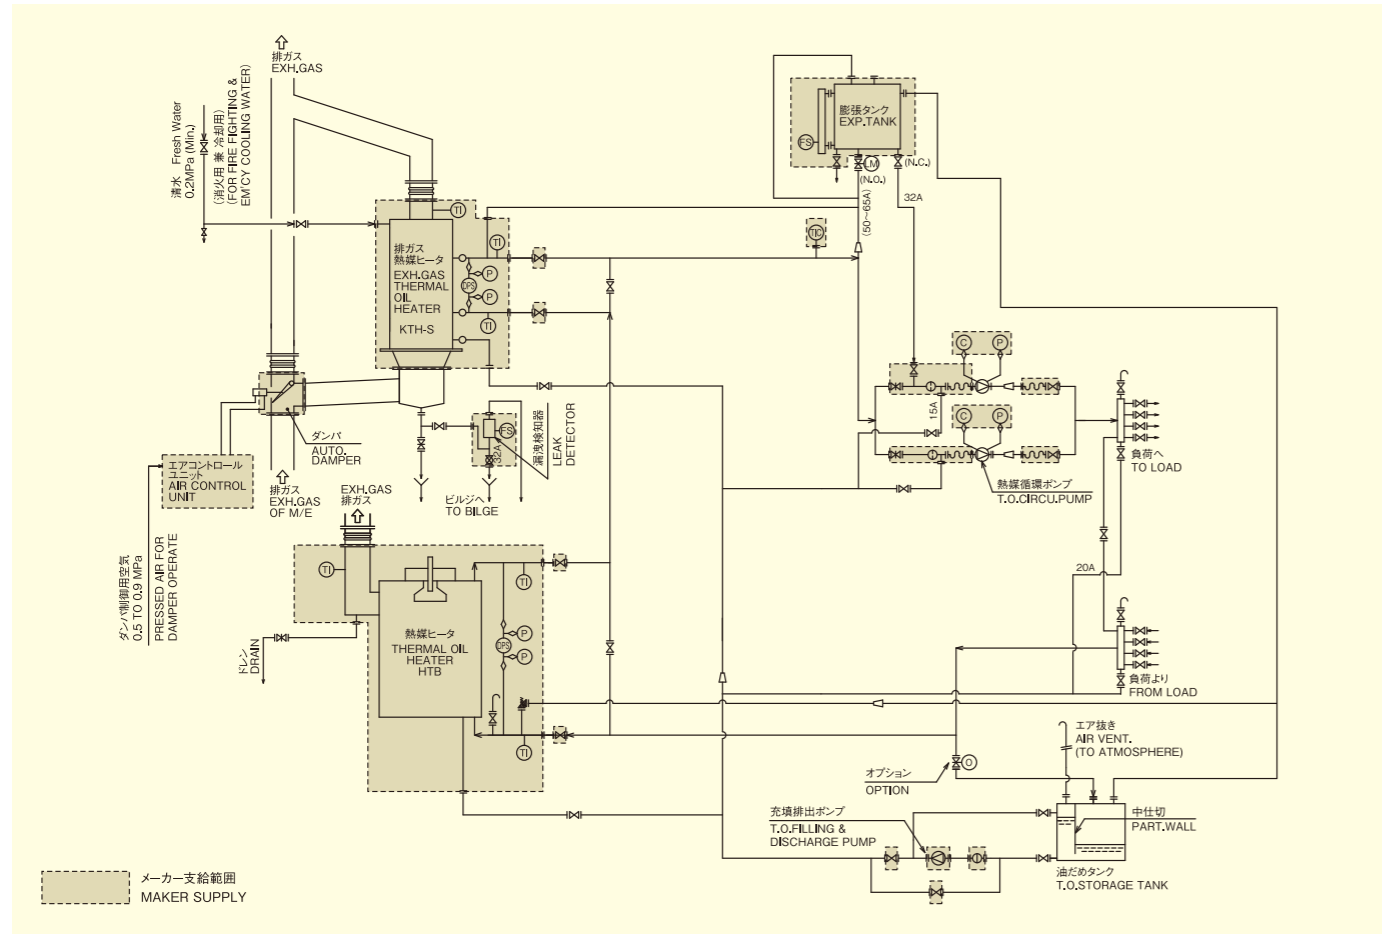 排ガス
EXH.GAS
清水 Fresh Water
0.2MPa (Min.)
(消火用 兼 冷却用)
(FOR FIRE FIGHTING &
EM'CY COOLING WATER)
TI
排ガス
熱媒ヒータ
EXH.GAS
THERMAL
OIL
HEATER
KTH-S
TI
P
DPS
P
TI
膨張タンク
EXP.TANK
FS
LM
(N.O.)
(N.C.)
(50~65A)
32A
TIC
C
P
15A
C
P
熱媒循環ポンプ
T.O.CIRCU.PUMP
負荷へ
TO LOAD
ダンパ
AUTO.
DAMPER
エアコントロール
ユニット
AIR CONTROL
UNIT
排ガス
EXH.GAS
OF M/E
FS
32A
漏洩検知器
LEAK
DETECTOR
ビルジへ
TO BILGE
EXH.GAS
排ガス
ダンパ制御用空気
0.5 TO 0.9 MPa
PRESSED AIR FOR
DAMPER OPERATE
TI
熱媒ヒータ
THERMAL OIL
HEATER
HTB
TI
P
DPS
P
TI
ドレン
DRAIN
20A
負荷より
FROM LOAD
エア抜き
AIR VENT.
(TO ATMOSPHERE)
オプション
OPTION
O
充填排出ポンプ
T.O.FILLING &
DISCHARGE PUMP
中仕切
PART.WALL
油だめタンク
T.O.STORAGE TANK
メーカー支給範囲
MAKER SUPPLY